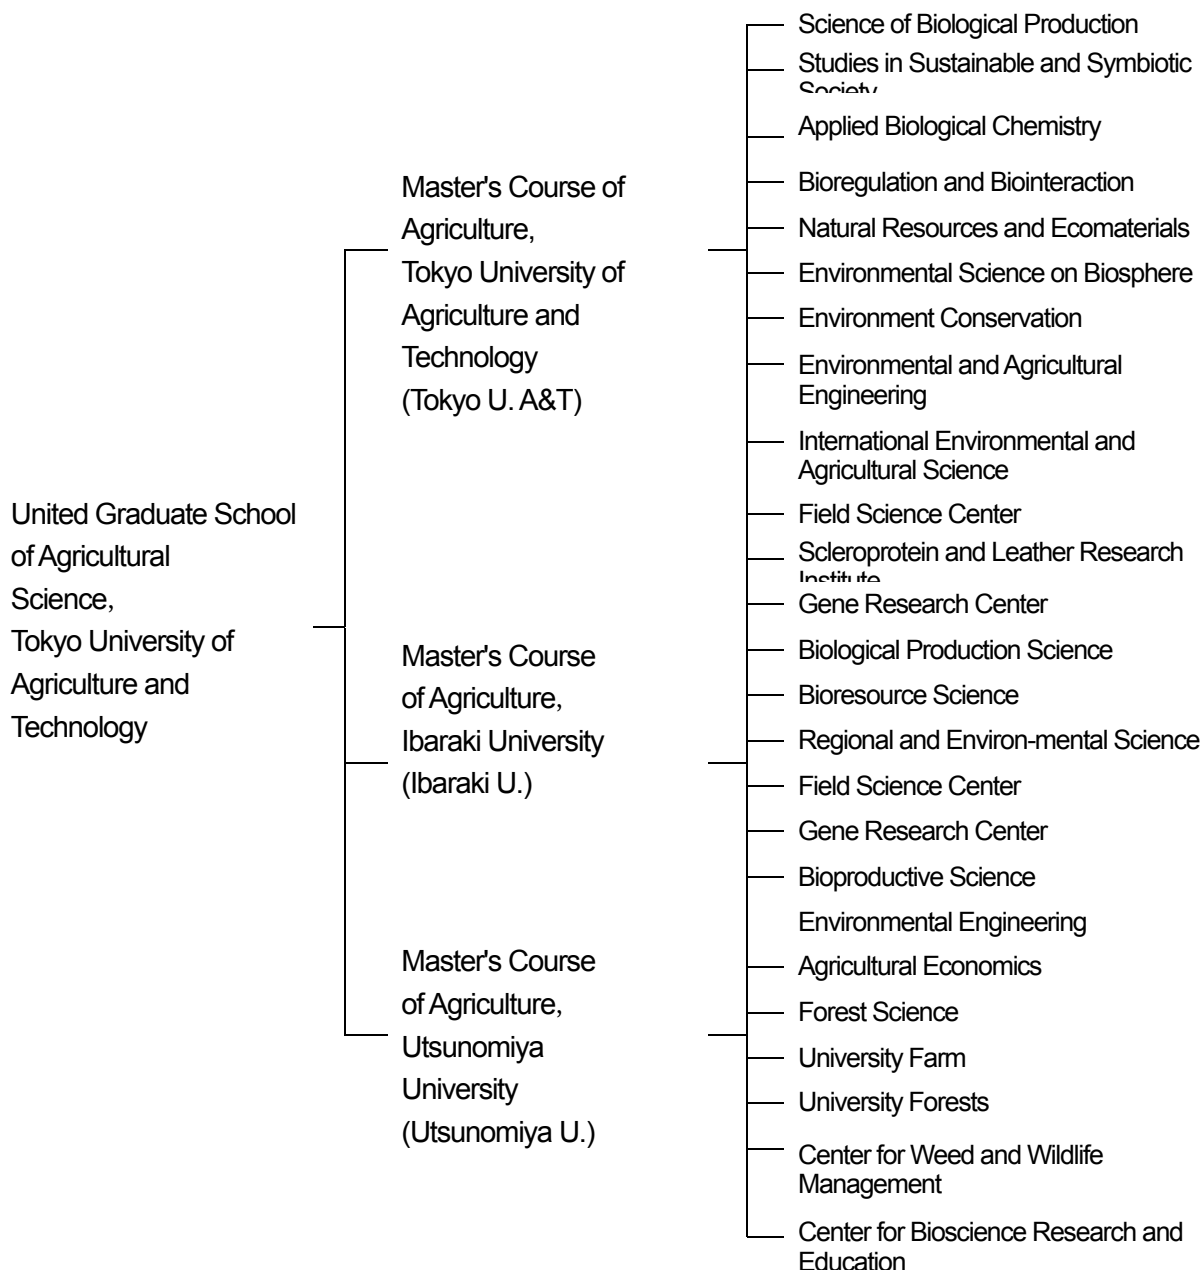 United Graduate School
of Agricultural
Science,
Tokyo University of
Agriculture and
Technology
Master's Course of
Agriculture,
Tokyo University of
Agriculture and
Technology
(Tokyo U. A&T)
Master's Course
of Agriculture,
Ibaraki University
(Ibaraki U.)
Master's Course
of Agriculture,
Utsunomiya
University
(Utsunomiya U.)
Science of Biological Production
Studies in Sustainable and Symbiotic
Society
Applied Biological Chemistry
Bioregulation and Biointeraction
Natural Resources and Ecomaterials
Environmental Science on Biosphere
Environment Conservation
Environmental and Agricultural
Engineering
International Environmental and
Agricultural Science
Field Science Center
Scleroprotein and Leather Research
Institute
Gene Research Center
Biological Production Science
Bioresource Science
Regional and Environ-mental Science
Field Science Center
Gene Research Center
Bioproductive Science
Environmental Engineering
Agricultural Economics
Forest Science
University Farm
University Forests
Center for Weed and Wildlife
Management
Center for Bioscience Research and
Education